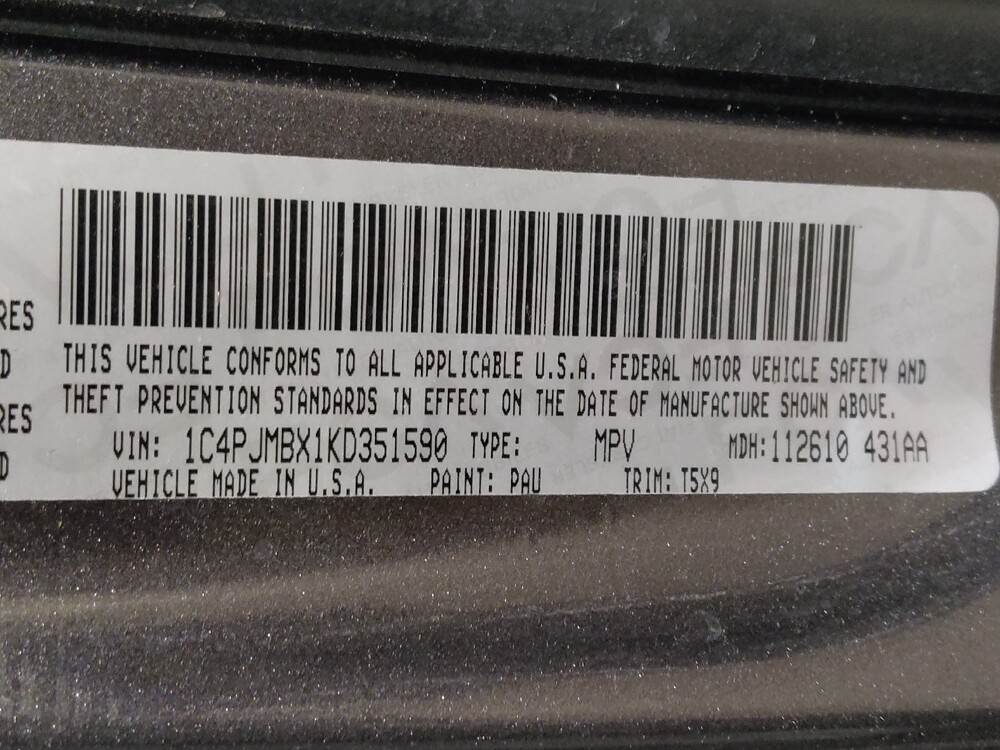 RES
D
RES
D
THIS VEHICLE CONFORMS TO ALL APPLICABLE U.S.A. FEDERAL MOTOR VEHICLE SAFETY AND
THEFT PREVENTION STANDARDS IN EFFECT ON THE DATE OF MANUFACTURE SHOWN ABOVE.
VIN: 1C4PJMBX1KD351590 TYPE: MPV MDH: 112610 431AA
VEHICLE MADE IN U.S.A. PAINT: PAU TRIM: T5X9